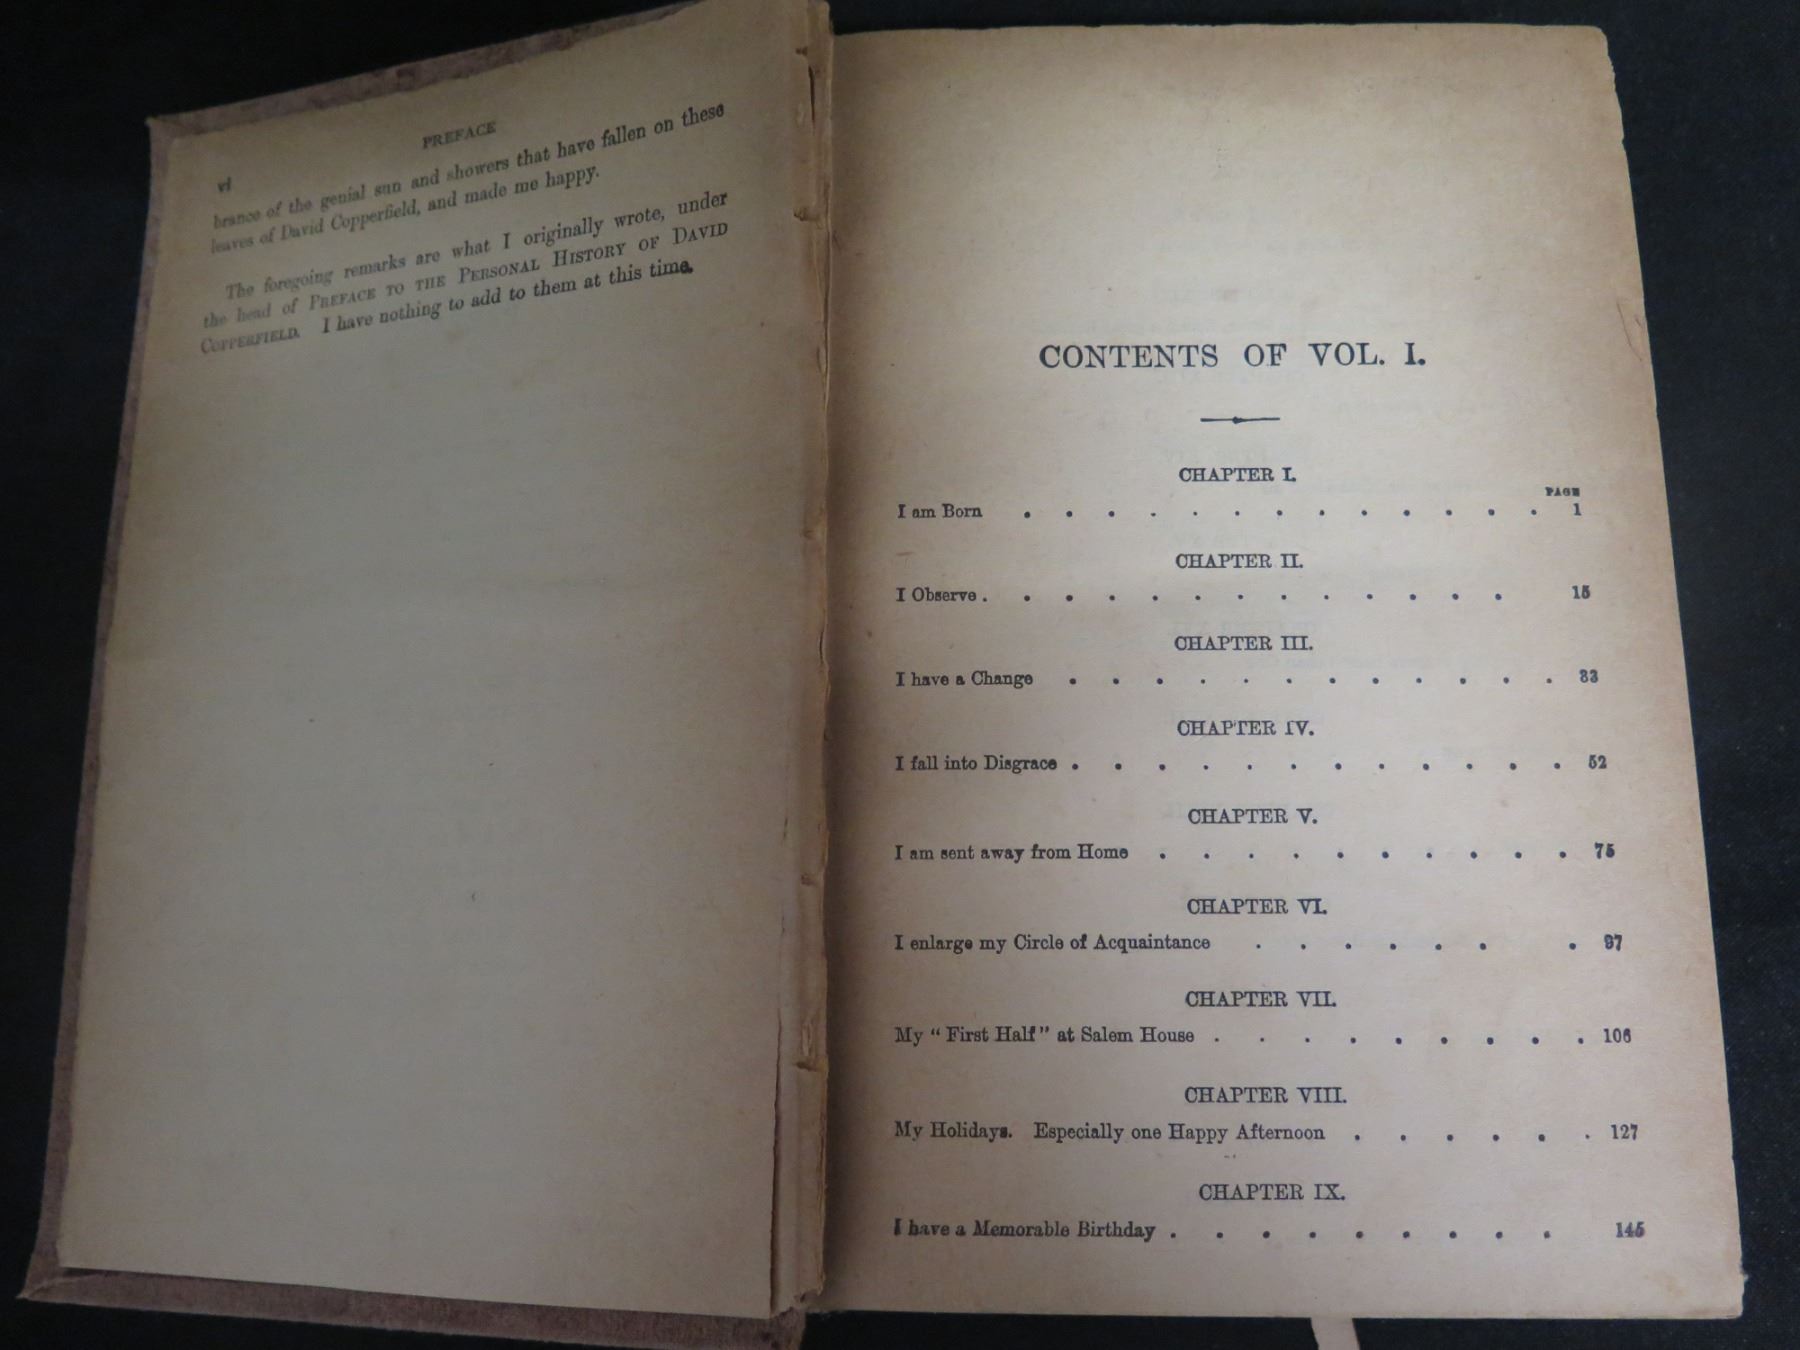 vi
PREFACE
brance of the genial sun and showers that have fallen on these
leaves of David Copperfield, and made me happy.
The foregoing remarks are what I originally wrote, under
the head of PREFACE TO THE PERSONAL HISTORY OF DAVID
COPPERFIELD. I have nothing to add to them at this time.
CONTENTS OF VOL. I.
CHAPTER I.
PAGE
I am Born . . . . . . . . . . . . . 1
CHAPTER II.
I Observe . . . . . . . . . . . . . 15
CHAPTER III.
I have a Change . . . . . . . . . . . . 33
CHAPTER IV.
I fall into Disgrace . . . . . . . . . . . . 52
CHAPTER V.
I am sent away from Home . . . . . . . . . . 75
CHAPTER VI.
I enlarge my Circle of Acquaintance . . . . . . . 97
CHAPTER VII.
My “First Half” at Salem House . . . . . . . . . 106
CHAPTER VIII.
My Holidays. Especially one Happy Afternoon . . . . . . 127
CHAPTER IX.
I have a Memorable Birthday . . . . . . . . . 145